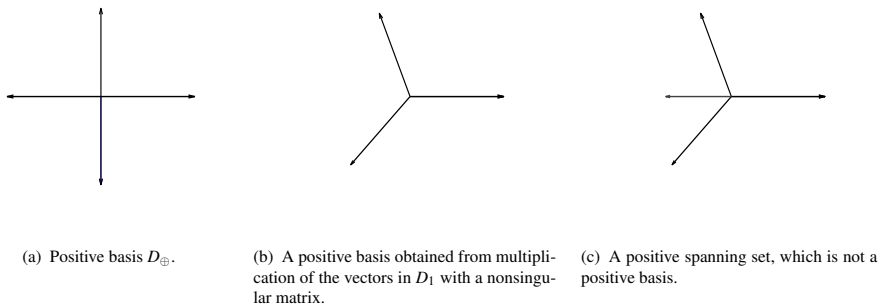 (a) Positive basis D⊕.
(b) A positive basis obtained from multipli-
cation of the vectors in D1 with a nonsingu-
lar matrix.
(c) A positive spanning set, which is not a
positive basis.